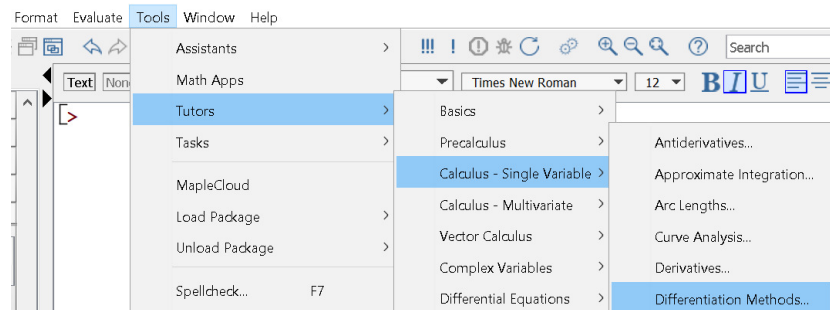 Format Evaluate Tools Window Help
Search
Text
Times New Roman 12 B I U
>
Assistants >
Math Apps
Tutors >
Tasks >
MapleCloud
Load Package >
Unload Package >
Spellcheck... F7
Basics >
Precalculus >
Calculus - Single Variable >
Calculus - Multivariate >
Vector Calculus >
Complex Variables >
Differential Equations >
Antiderivatives...
Approximate Integration...
Arc Lengths...
Curve Analysis...
Derivatives...
Differentiation Methods...